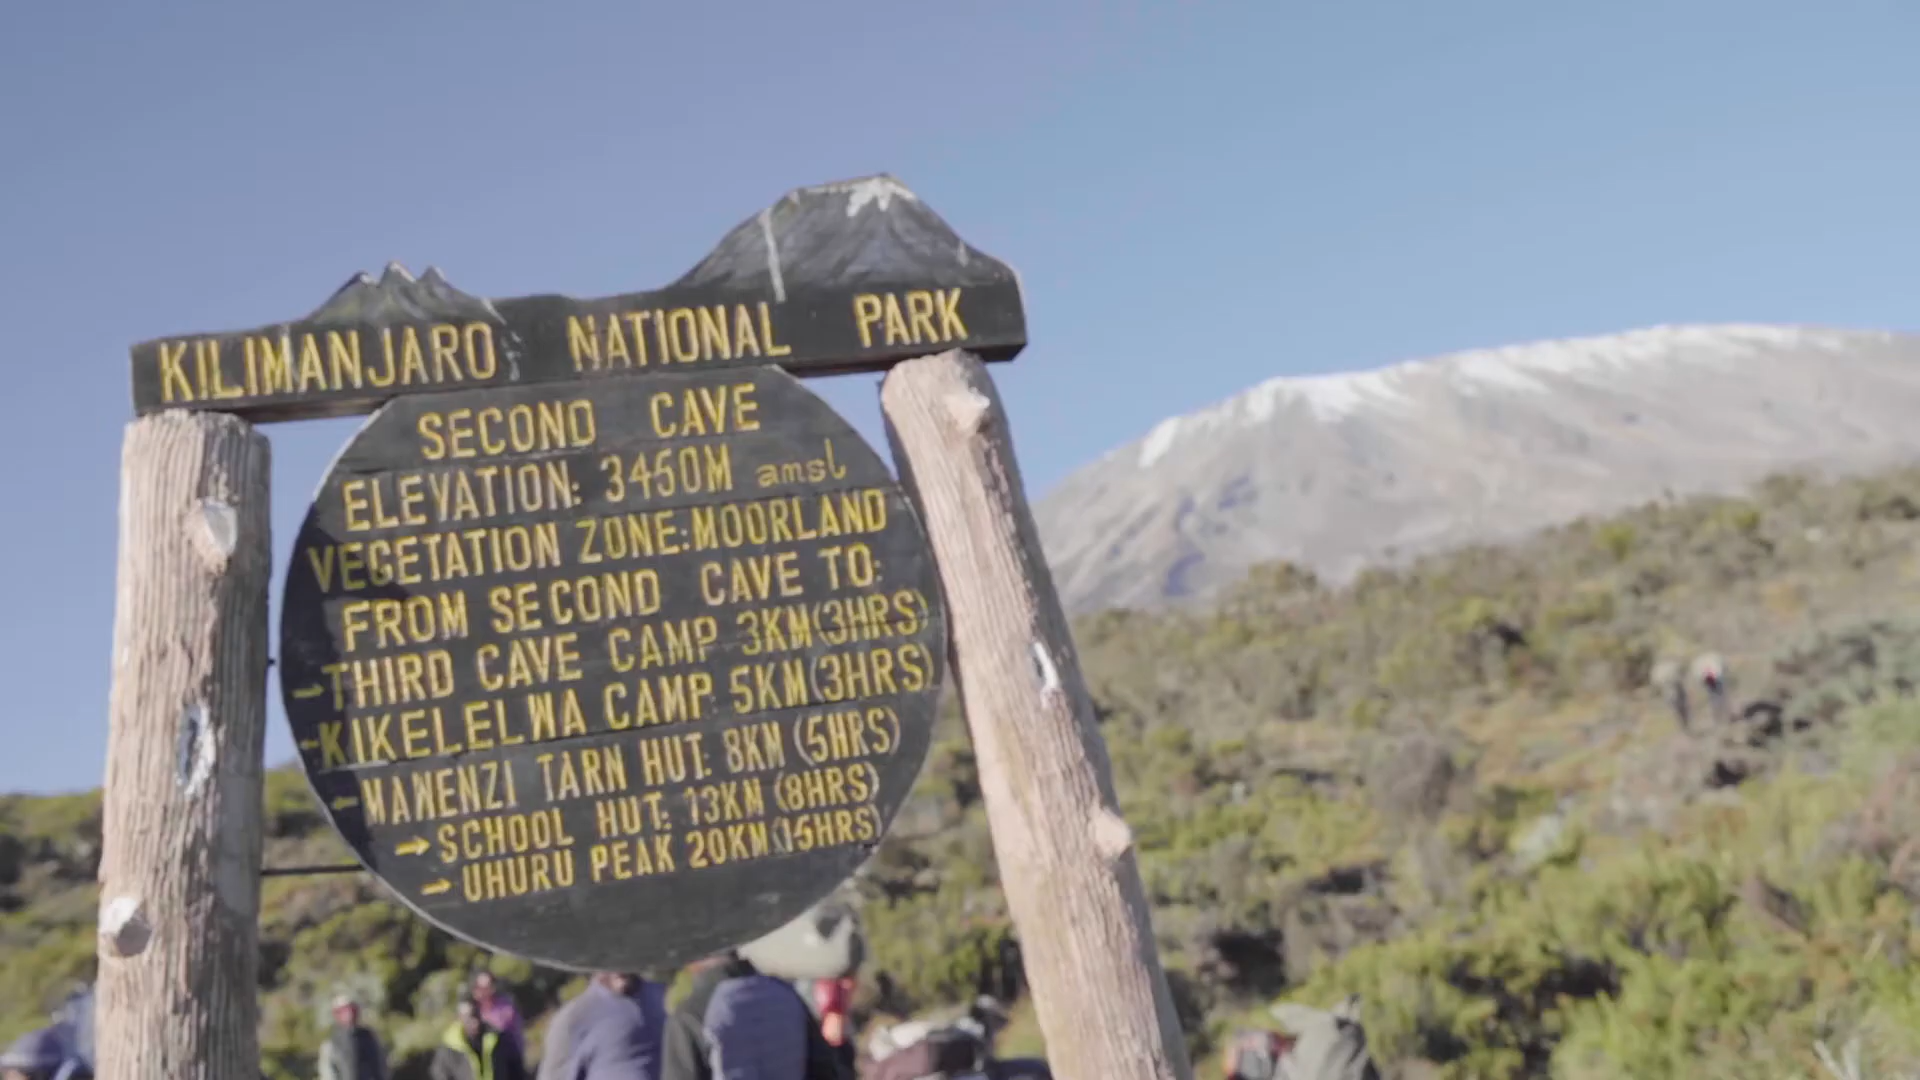 KILIMANJARO NATIONAL PARK
SECOND CAVE
ELEVATION: 3450M amsl
VEGETATION ZONE:MOORLAND
FROM SECOND CAVE TO:
→THIRD CAVE CAMP 3KM(3HRS)
←KIKELELWA CAMP: 5KM(3HRS)
←MAWENZI TARN HUT: 8KM (5HRS)
→SCHOOL HUT: 13KM (8HRS)
→UHURU PEAK 20KM(15HRS)